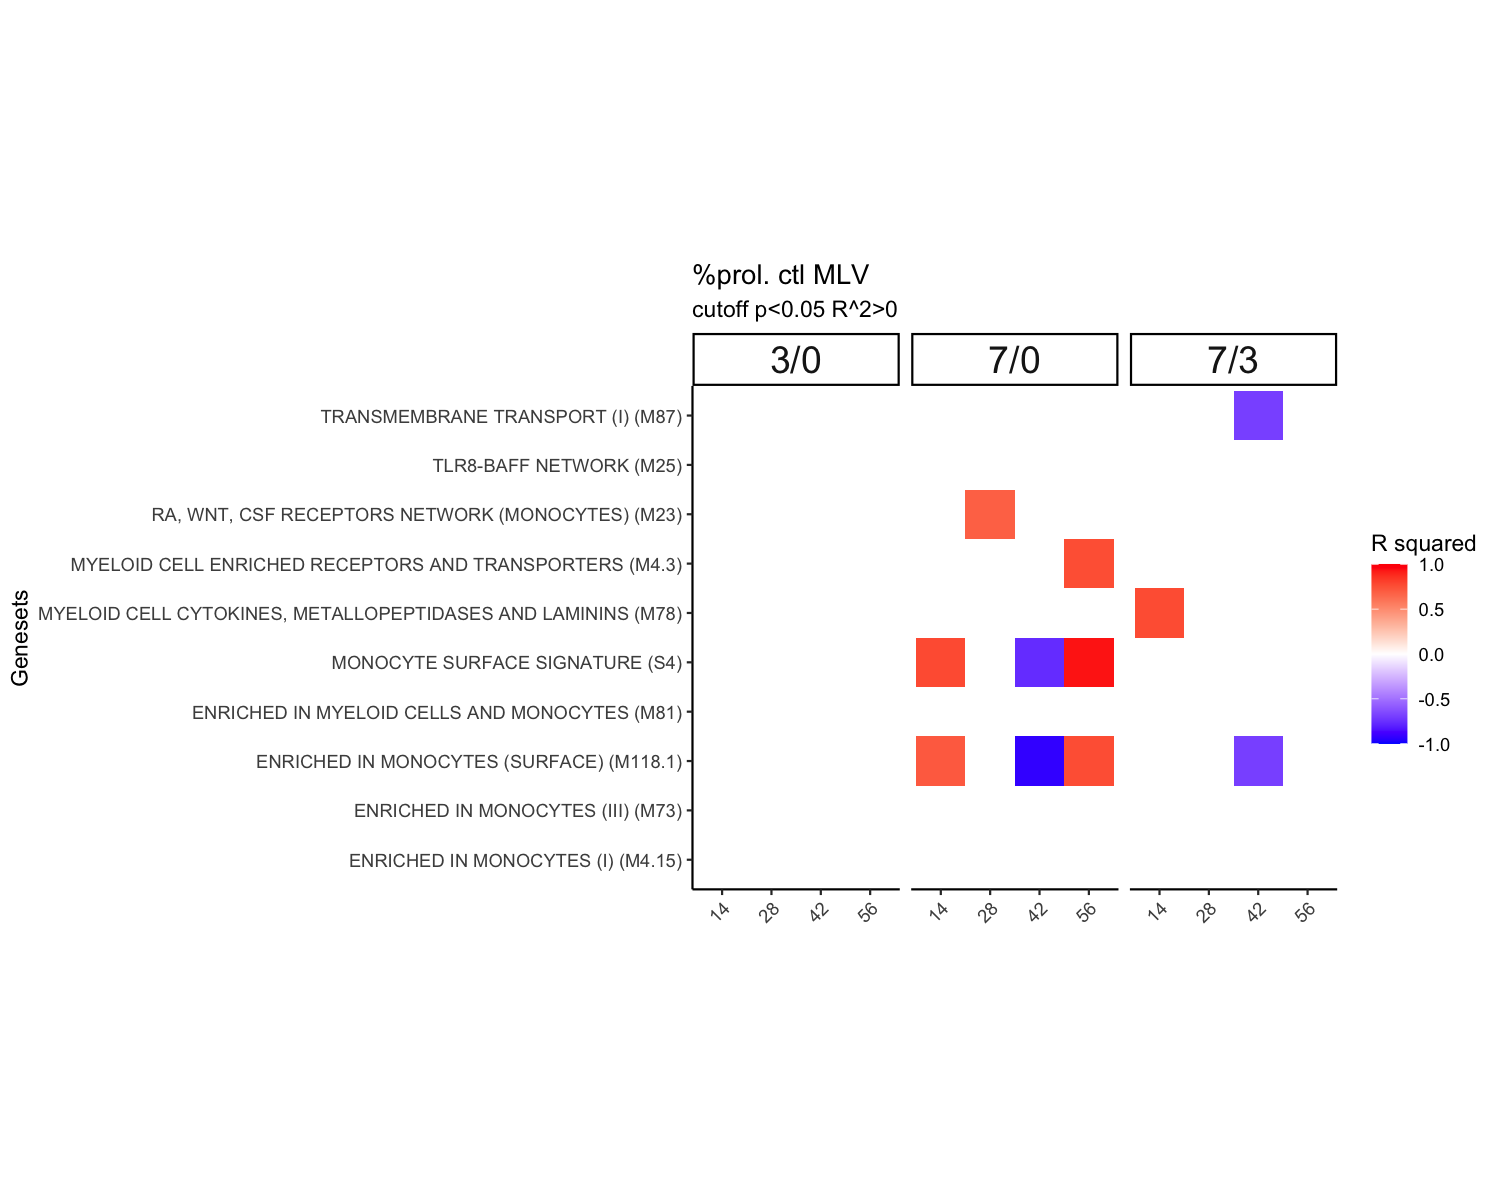 %prol. ctl MLV
cutoff p<0.05 R^2>0
3/0 7/0 7/3
TRANSMEMBRANE TRANSPORT (I) (M87)
TLR8-BAFF NETWORK (M25)
RA, WNT, CSF RECEPTORS NETWORK (MONOCYTES) (M23)
MYELOID CELL ENRICHED RECEPTORS AND TRANSPORTERS (M4.3)
MYELOID CELL CYTOKINES, METALLOPEPTIDASES AND LAMININS (M78)
MONOCYTE SURFACE SIGNATURE (S4)
ENRICHED IN MYELOID CELLS AND MONOCYTES (M81)
ENRICHED IN MONOCYTES (SURFACE) (M118.1)
ENRICHED IN MONOCYTES (III) (M73)
ENRICHED IN MONOCYTES (I) (M4.15)
Genesets
14 28 42 56 14 28 42 56 14 28 42 56
R squared
1.0
0.5
0.0
-0.5
-1.0